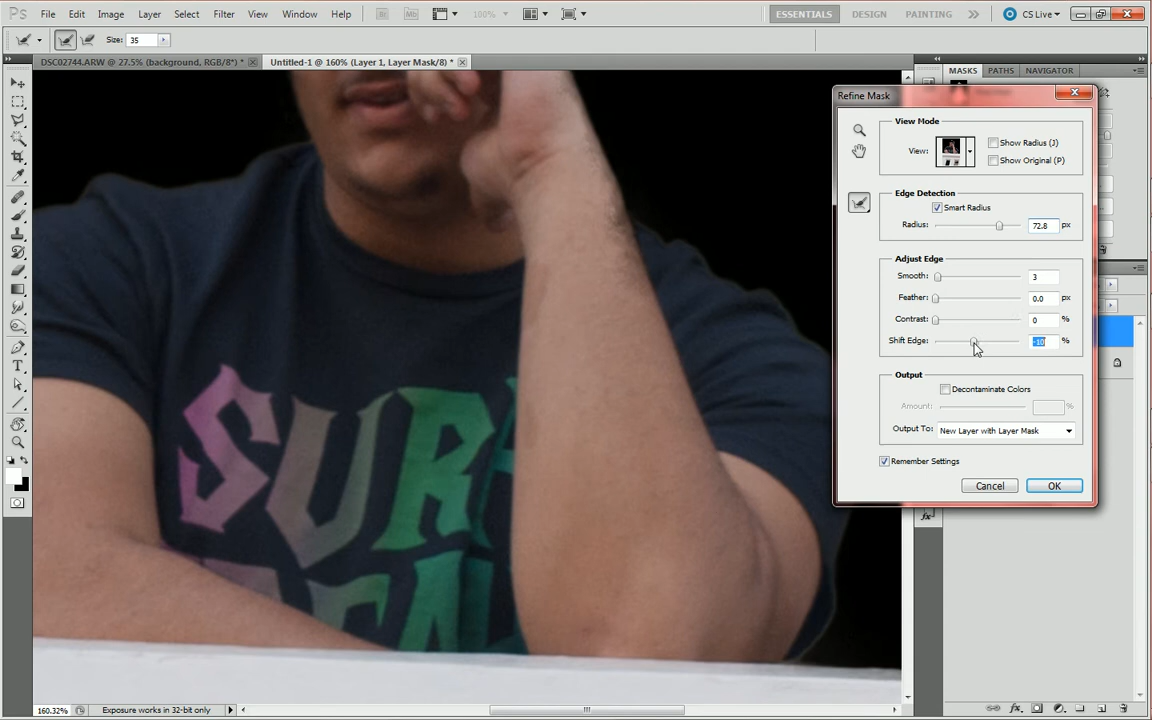 Ps File Edit Image Layer Select Filter View Window Help Br Mb 100% ESSENTIALS DESIGN PAINTING CS Live
Size: 35
DSC02744.ARW @ 27.5% (background, RGB/8*) * Untitled-1 @ 160% (Layer 1, Layer Mask/8) * MASKS PATHS NAVIGATOR
Refine Mask
View Mode
View: Show Radius (J)
Show Original (P)
Edge Detection
Smart Radius
Radius: 72.8 px
Adjust Edge
Smooth: 3
Feather: 0.0 px
Contrast: 0 %
Shift Edge: -10 %
Output
Decontaminate Colors
Amount: %
Output To: New Layer with Layer Mask
Remember Settings
Cancel OK
SUR
160.32% Exposure works in 32-bit only